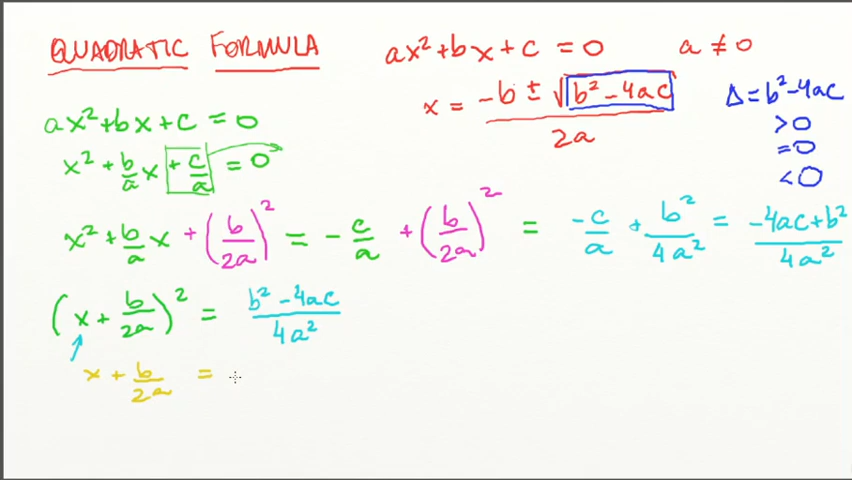 QUADRATIC FORMULA
ax² + bx + c = 0 a ≠ 0
x = (-b ± √(b² - 4ac))/(2a)
Δ = b² - 4ac
> 0
= 0
< 0
ax² + bx + c = 0
x² + b/a x + c/a = 0
x² + b/a x + (b/2a)² = -c/a + (b/2a)² = -c/a + b²/4a² = (-4ac + b²)/4a²
(x + b/2a)² = (b² - 4ac)/4a²
x + b/2a =